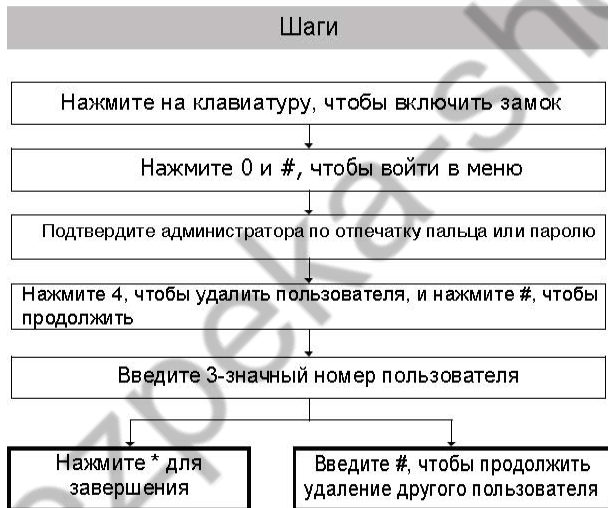 Шаги
Нажмите на клавиатуру, чтобы включить замок
Нажмите 0 и #, чтобы войти в меню
Подтвердите администратора по отпечатку пальца или паролю
Нажмите 4, чтобы удалить пользователя, и нажмите #, чтобы
продолжить
Введите 3-значный номер пользователя
Нажмите * для
завершения
Введите #, чтобы продолжить
удаление другого пользователя